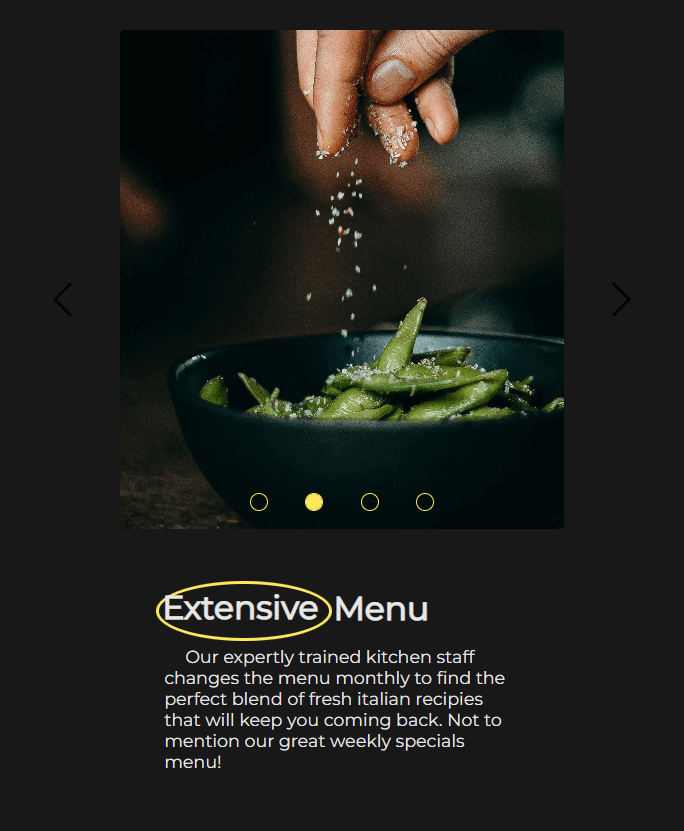 Extensive Menu
Our expertly trained kitchen staff
changes the menu monthly to find the
perfect blend of fresh italian recipies
that will keep you coming back. Not to
mention our great weekly specials
menu!